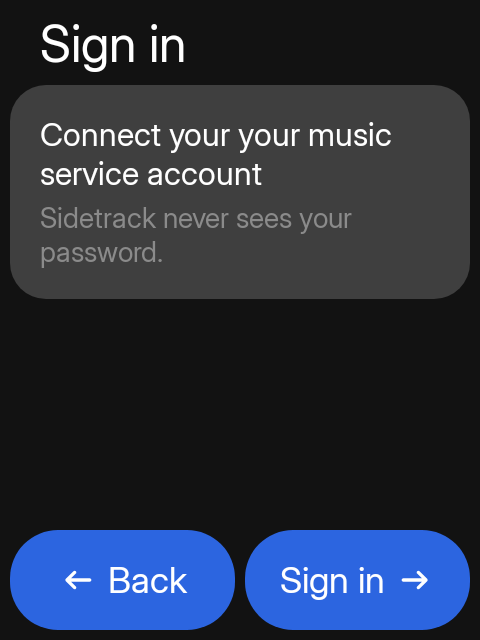 Sign in
Connect your your music
service account
Sidetrack never sees your
password.
← Back
Sign in →